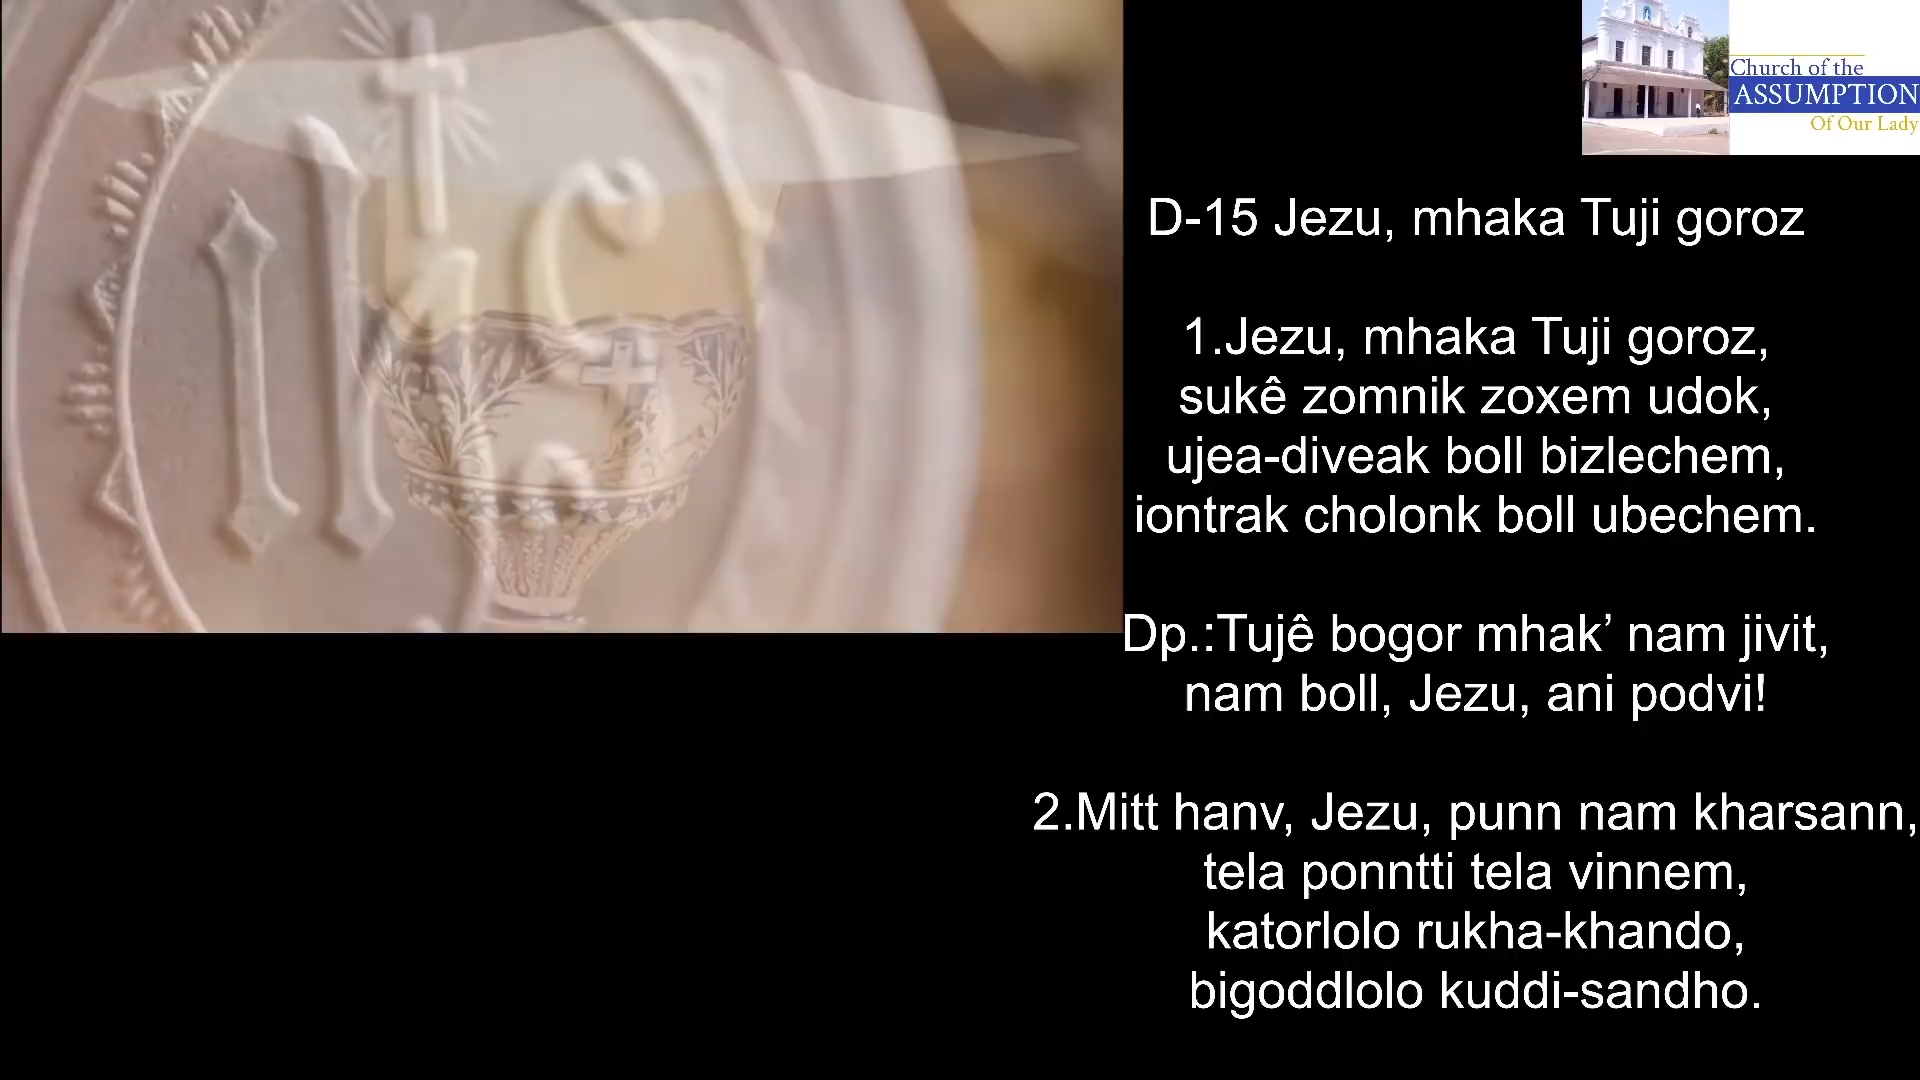 Church of the
ASSUMPTION
Of Our Lady
D-15 Jezu, mhaka Tuji goroz
1.Jezu, mhaka Tuji goroz,
sukê zomnik zoxem udok,
ujea-diveak boll bizlechem,
iontrak cholonk boll ubechem.
Dp.:Tujê bogor mhak’ nam jivit,
nam boll, Jezu, ani podvi!
2.Mitt hanv, Jezu, punn nam kharsann,
tela ponntti tela vinnem,
katorlolo rukha-khando,
bigoddlolo kuddi-sandho.